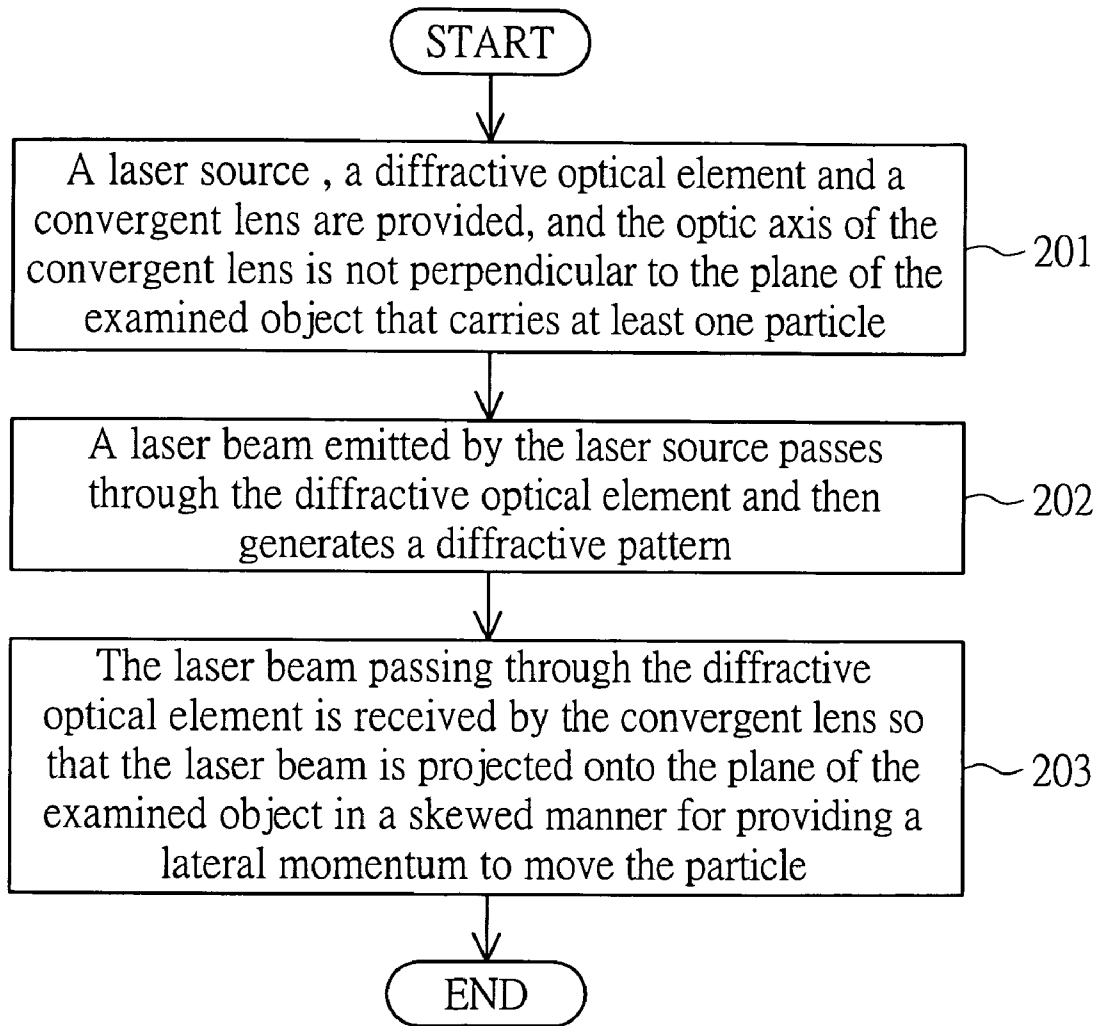 START
A laser source , a diffractive optical element and a
convergent lens are provided, and the optic axis of the
convergent lens is not perpendicular to the plane of the
examined object that carries at least one particle
201
A laser beam emitted by the laser source passes
through the diffractive optical element and then
generates a diffractive pattern
202
The laser beam passing through the diffractive
optical element is received by the convergent lens so
that the laser beam is projected onto the plane of the
examined object in a skewed manner for providing a
lateral momentum to move the particle
203
END